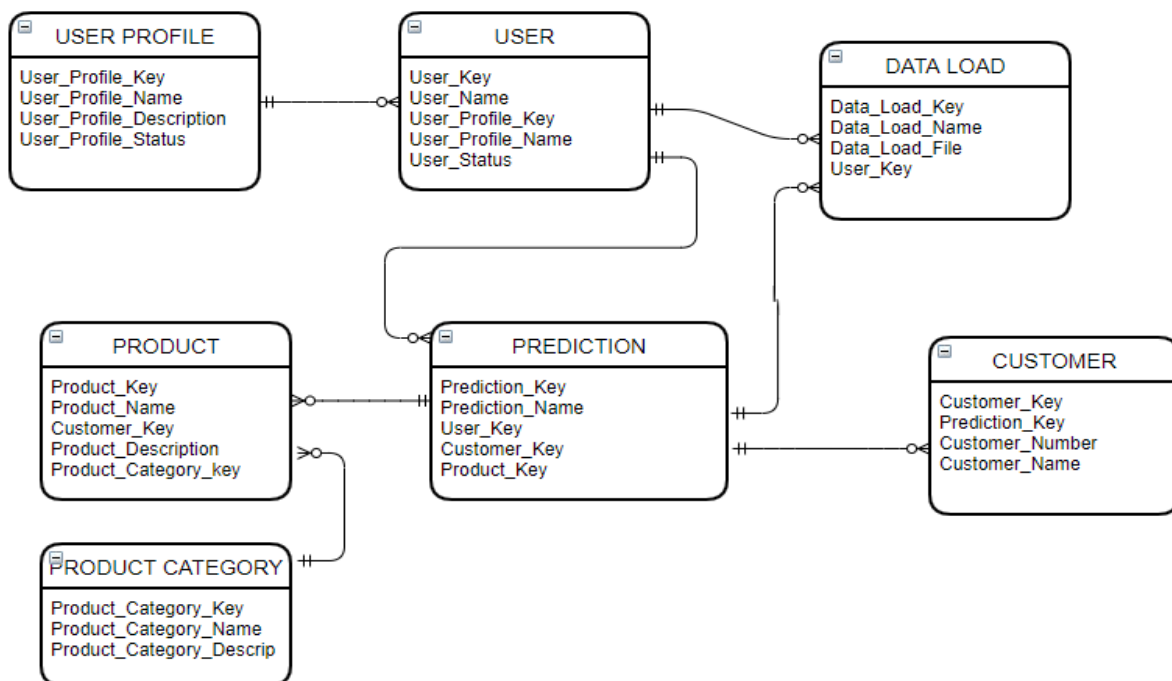 USER PROFILE
User_Profile_Key
User_Profile_Name
User_Profile_Description
User_Profile_Status
USER
User_Key
User_Name
User_Profile_Key
User_Profile_Name
User_Status
DATA LOAD
Data_Load_Key
Data_Load_Name
Data_Load_File
User_Key
PRODUCT
Product_Key
Product_Name
Customer_Key
Product_Description
Product_Category_key
PREDICTION
Prediction_Key
Prediction_Name
User_Key
Customer_Key
Product_Key
CUSTOMER
Customer_Key
Prediction_Key
Customer_Number
Customer_Name
PRODUCT CATEGORY
Product_Category_Key
Product_Category_Name
Product_Category_Descrip